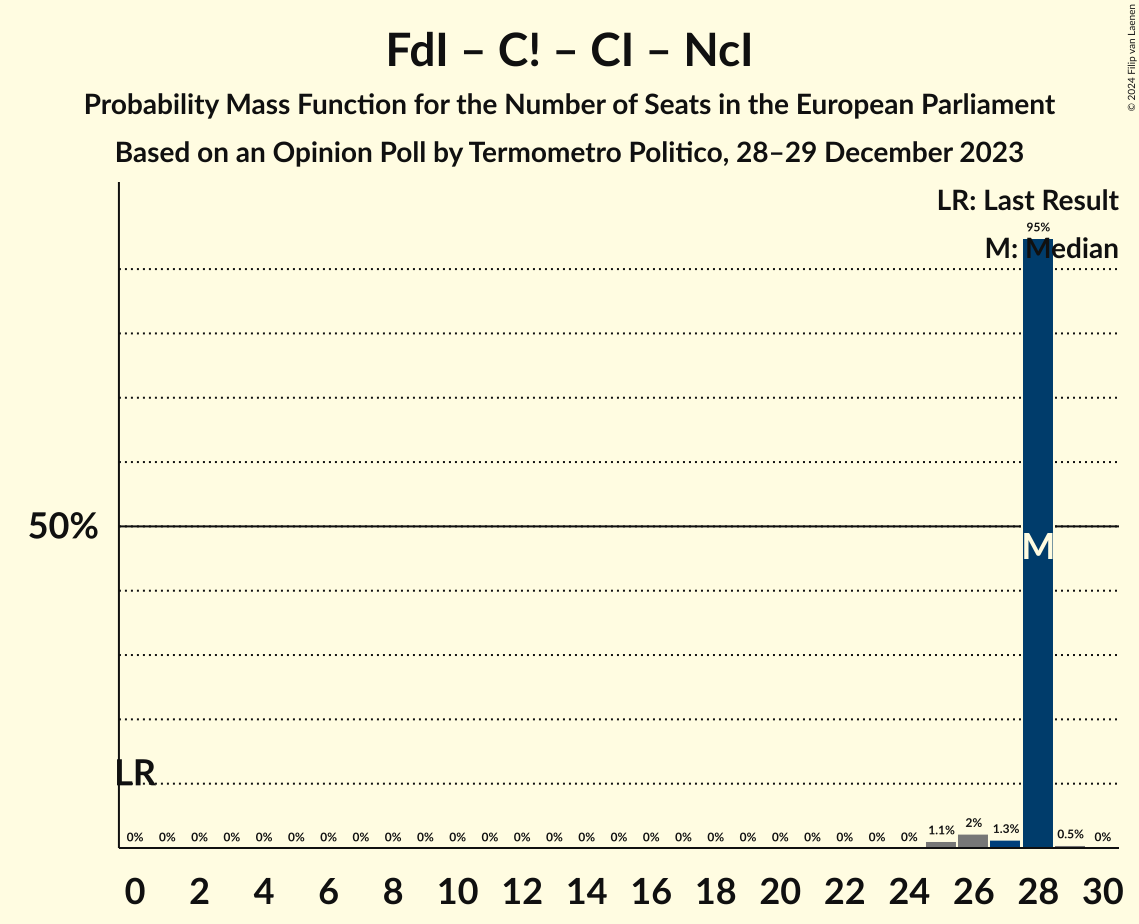 FdI – C! – CI – NcI
Probability Mass Function for the Number of Seats in the European Parliament
Based on an Opinion Poll by Termometro Politico, 28–29 December 2023
© 2024 Filip van Laenen
LR: Last Result
95%
M: Median
50%
M
LR
0% 0% 0% 0% 0% 0% 0% 0% 0% 0% 0% 0% 0% 0% 0% 0% 0% 0% 0% 0% 0% 0% 0% 0% 0% 1.1% 2% 1.3% 0.5% 0%
0 2 4 6 8 10 12 14 16 18 20 22 24 26 28 30